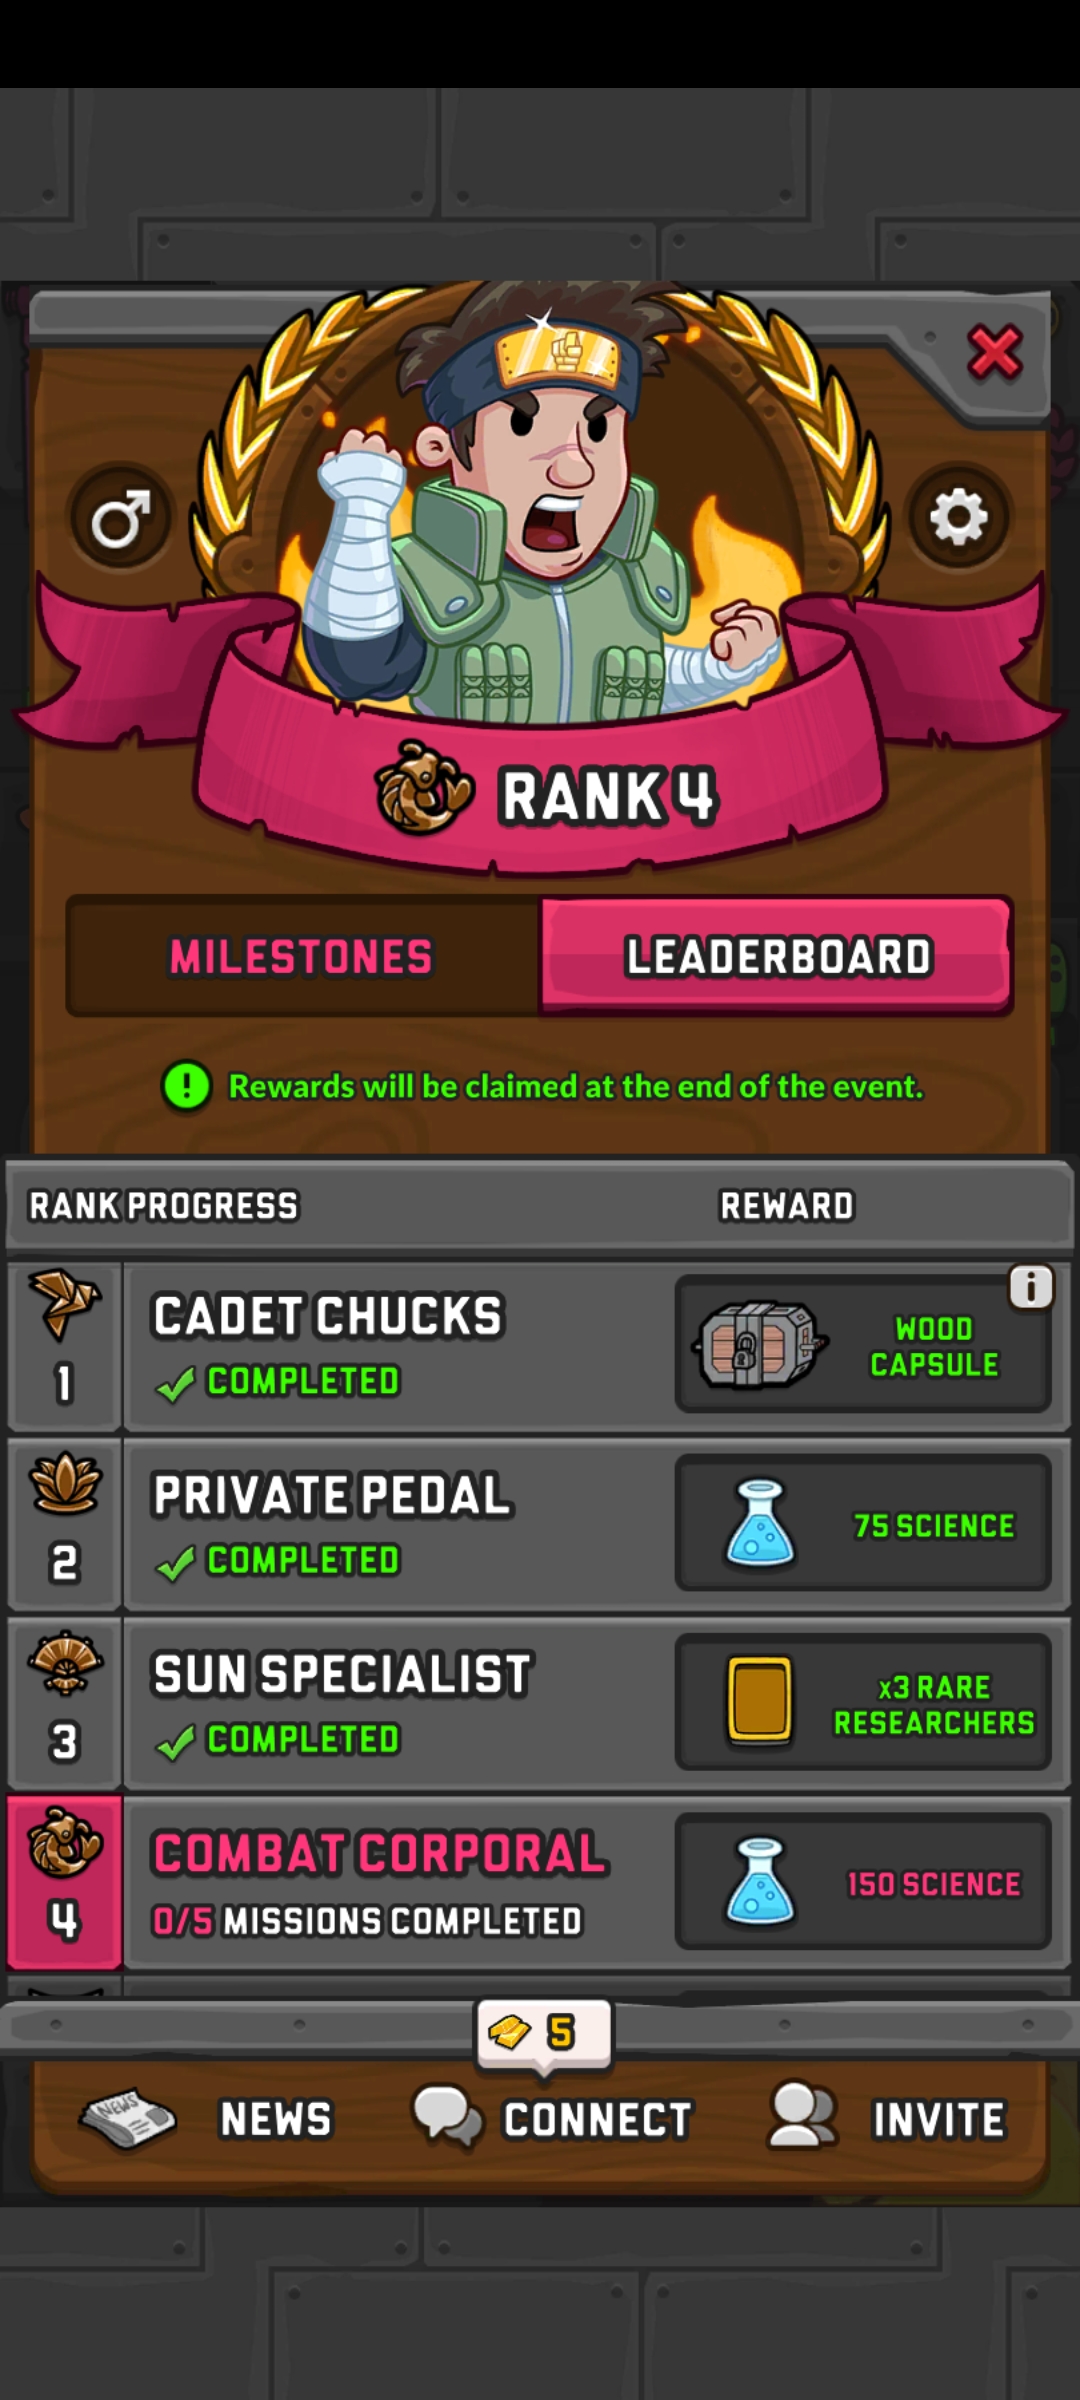 RANK 4
MILESTONES
LEADERBOARD
! Rewards will be claimed at the end of the event.
RANK PROGRESS
REWARD
1
CADET CHUCKS
COMPLETED
i
WOOD
CAPSULE
2
PRIVATE PEDAL
COMPLETED
75 SCIENCE
3
SUN SPECIALIST
COMPLETED
x3 RARE
RESEARCHERS
4
COMBAT CORPORAL
0/5 MISSIONS COMPLETED
150 SCIENCE
5
NEWS
NEWS
CONNECT
INVITE